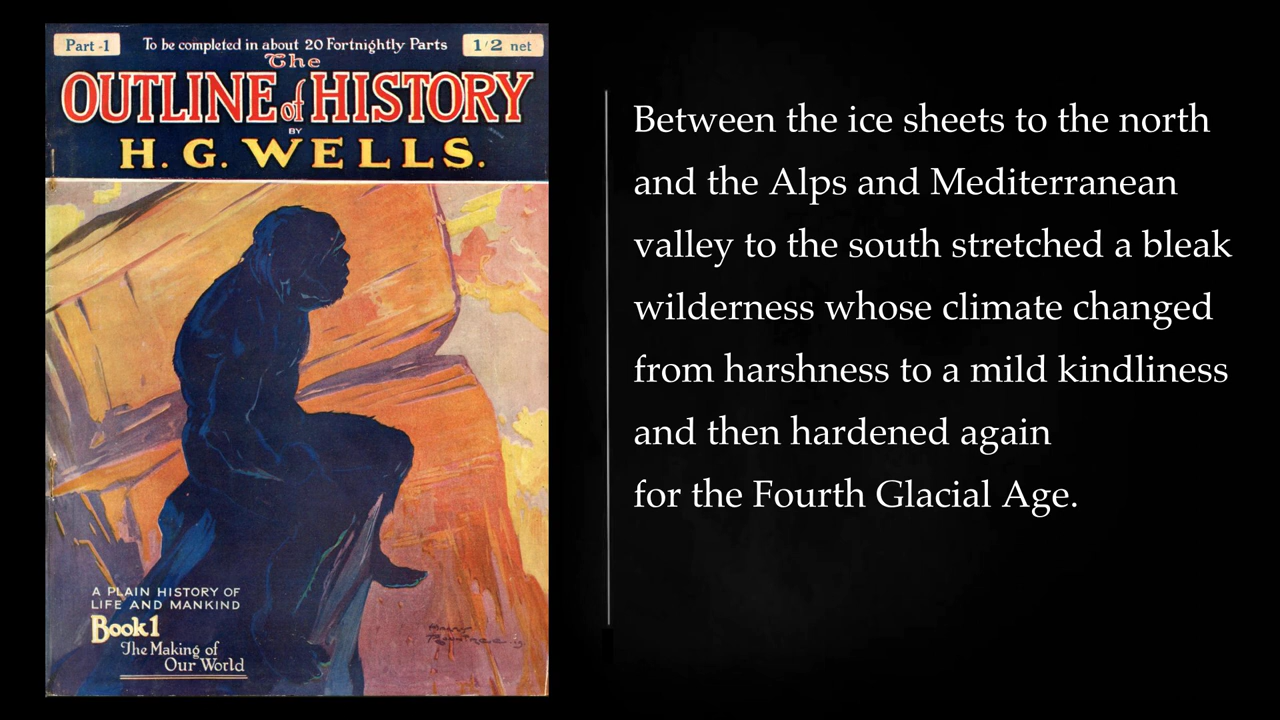 Part -1
To be completed in about 20 Fortnightly Parts
1/2 net
The
OUTLINE of HISTORY
BY
H. G. WELLS.
A PLAIN HISTORY OF
LIFE AND MANKIND
Book 1
The Making of
Our World
Between the ice sheets to the north
and the Alps and Mediterranean
valley to the south stretched a bleak
wilderness whose climate changed
from harshness to a mild kindliness
and then hardened again
for the Fourth Glacial Age.